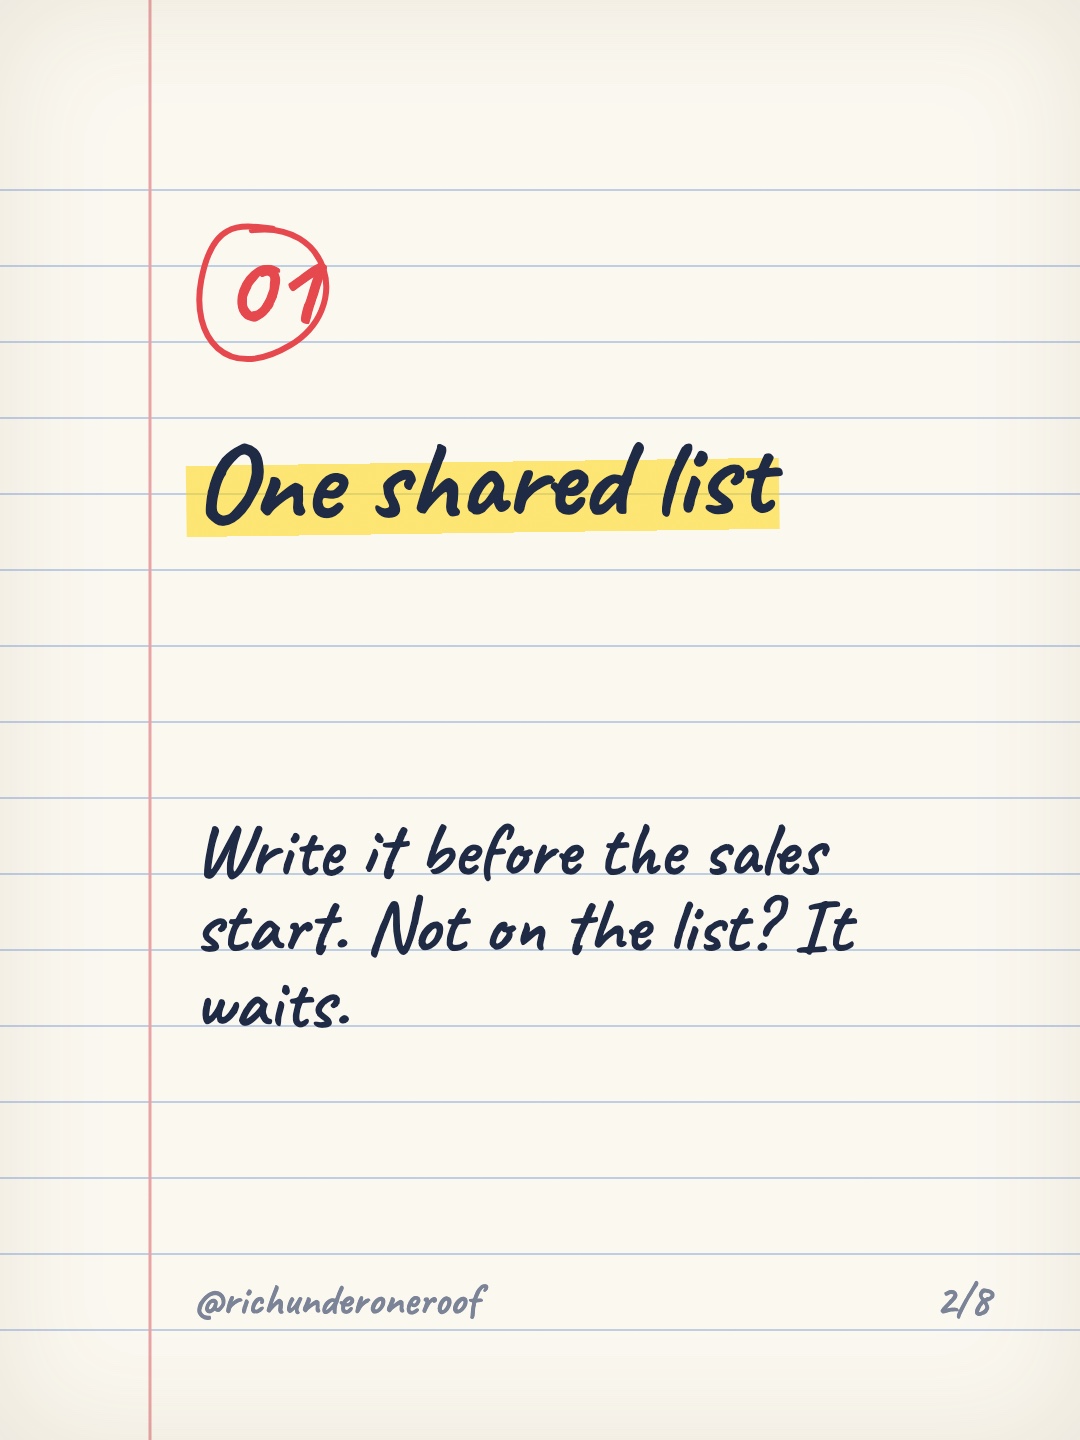 01
One shared list
Write it before the sales
start. Not on the list? It
waits.
@richunderoneroof
2/8